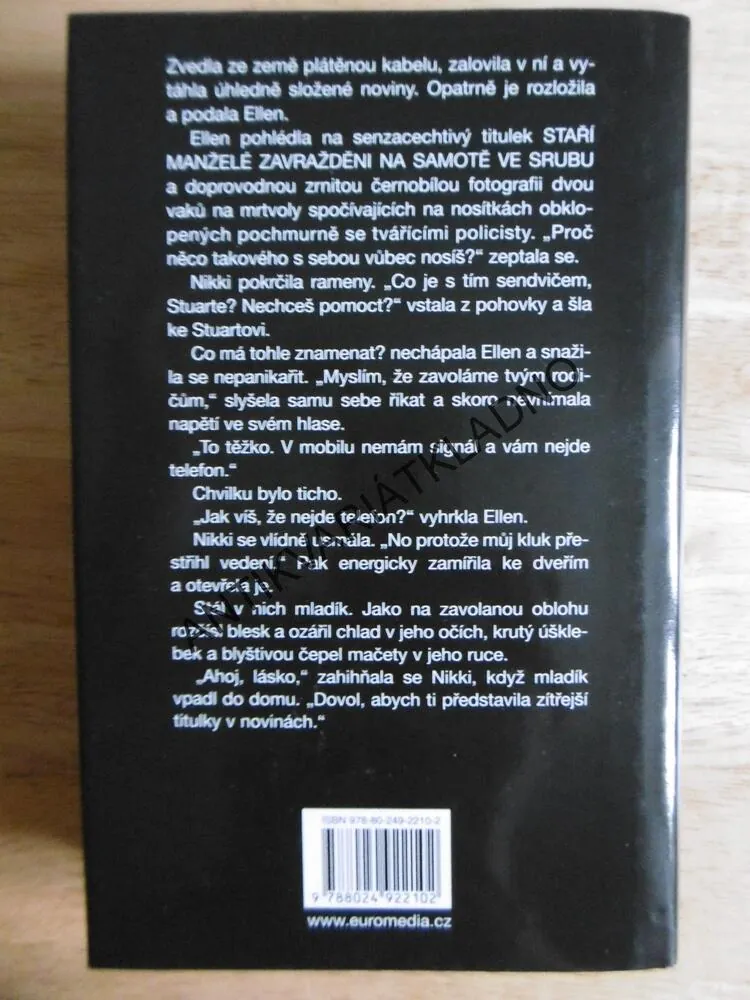 Zvedla ze země plátěnou kabelu, zalovila v ní a vy-
táhla úhledně složené noviny. Opatrně je rozložila
a podala Ellen.
Ellen pohlédla na senzacechtivý titulek STAŘÍ
MANŽELÉ ZAVRAŽDĚNI NA SAMOTĚ VE SRUBU
a doprovodnou zrnitou černobílou fotografii dvou
vaků na mrtvoly spočívajících na nosítkách obklo-
pených pochmurně se tvářícími policisty. „Proč
něco takového s sebou vůbec nosíš?“ zeptala se.
Nikki pokrčila rameny. „Co je s tím sendvičem,
Stuarte? Nechceš pomoct?“ vstala z pohovky a šla
ke Stuartovi.
Co má tohle znamenat? nechápala Ellen a snaži-
la se nepanikařit. „Myslím, že zavoláme tvým rodi-
čům,“ slyšela samu sebe říkat a skoro nevnímala
napětí ve svém hlase.
„To těžko. V mobilu nemám signál a vám nejde
telefon.“
Chvilku bylo ticho.
„Jak víš, že nejde telefon?“ vyhrkla Ellen.
Nikki se vlídně usmála. „No protože můj kluk pře-
střihl vedení.“ Pak energicky zamířila ke dveřím
a otevřela je.
Stál v nich mladík. Jako na zavolanou oblohu
blesk a ozářil chlad v jeho očích, krutý úškle-
bek a blyštivou čepel mačety v jeho ruce.
„Ahoj, lásko,“ zahihňala se Nikki, když mladík
vpadl do domu. „Dovol, abych ti představila zítřejší
titulky v novinách.“
ANTIKVARIÁTKLADNO
ISBN 978-80-249-2210-2
9 788024 922102
www.euromedia.cz